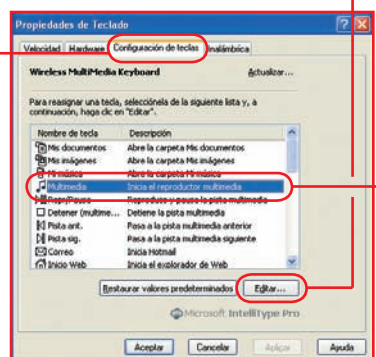 Propiedades de Teclado
Velocidad Hardware Configuración de teclas Inalámbrica
Wireless MultiMedia Keyboard Actualizar...
Para reasignar una tecla, selecciónela de la siguiente lista y, a
continuación, haga clic en "Editar".
Nombre de tecla Descripción
Mis documentos Abre la carpeta Mis documentos
Mis imágenes Abre la carpeta Mis imágenes
Mi música Abre la carpeta Mi música
Multimedia Inicia el reproductor multimedia
Repr/Pausa Reproduce y pausa la pista multimedia
Detener (multime... Detiene la pista multimedia
Pista ant. Pasa a la pista multimedia anterior
Pista sig. Pasa a la pista multimedia siguiente
Correo Inicia Hotmail
Inicio Web Inicia el explorador de Web
Restaurar valores predeterminados Editar...
Microsoft IntelliType Pro
Aceptar Cancelar Aplicar Ayuda